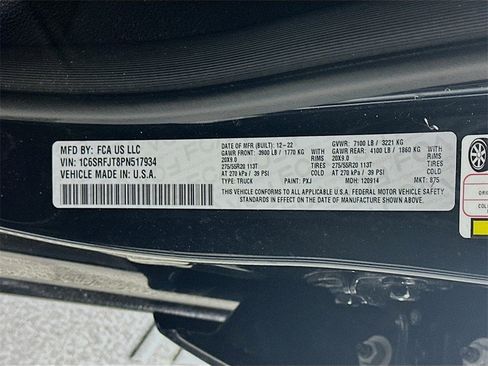 MFD BY: FCA US LLC
VIN: 1C6SRFJT8PN517934
VEHICLE MADE IN: U.S.A.
DATE OF MFR (BUILT): 12-22 GVWR: 7100 LB / 3221 KG
GAWR FRONT: 3900 LB / 1770 KG GAWR REAR: 4100 LB / 1860 KG
20X9.0 20X9.0 RIMS
275/55R20 113T TIRES 275/55R20 113T TIRES
AT 270 kPa / 39 PSI COLD AT 270 kPa / 39 PSI COLD
TYPE: TRUCK PAINT: PXJ MDH: 120914 MKT: 875
THIS VEHICLE CONFORMS TO ALL APPLICABLE U.S.A. FEDERAL MOTOR VEHICLE SAFETY
STANDARDS IN EFFECT ON THE DATE OF MANUFACTURE SHOWN ABOVE.